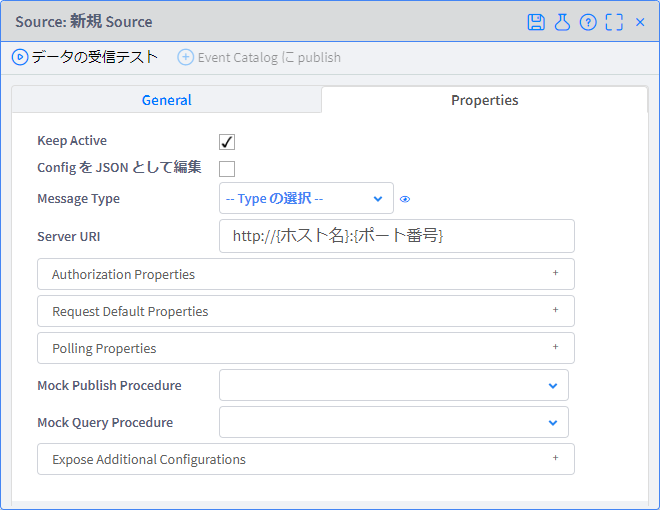 Source: 新規 Source
データの受信テスト Event Catalog に publish
General Properties
Keep Active
Config を JSON として編集
Message Type -- Type の選択 --
Server URI http://{ホスト名}:{ポート番号}
Authorization Properties +
Request Default Properties +
Polling Properties +
Mock Publish Procedure
Mock Query Procedure
Expose Additional Configurations +